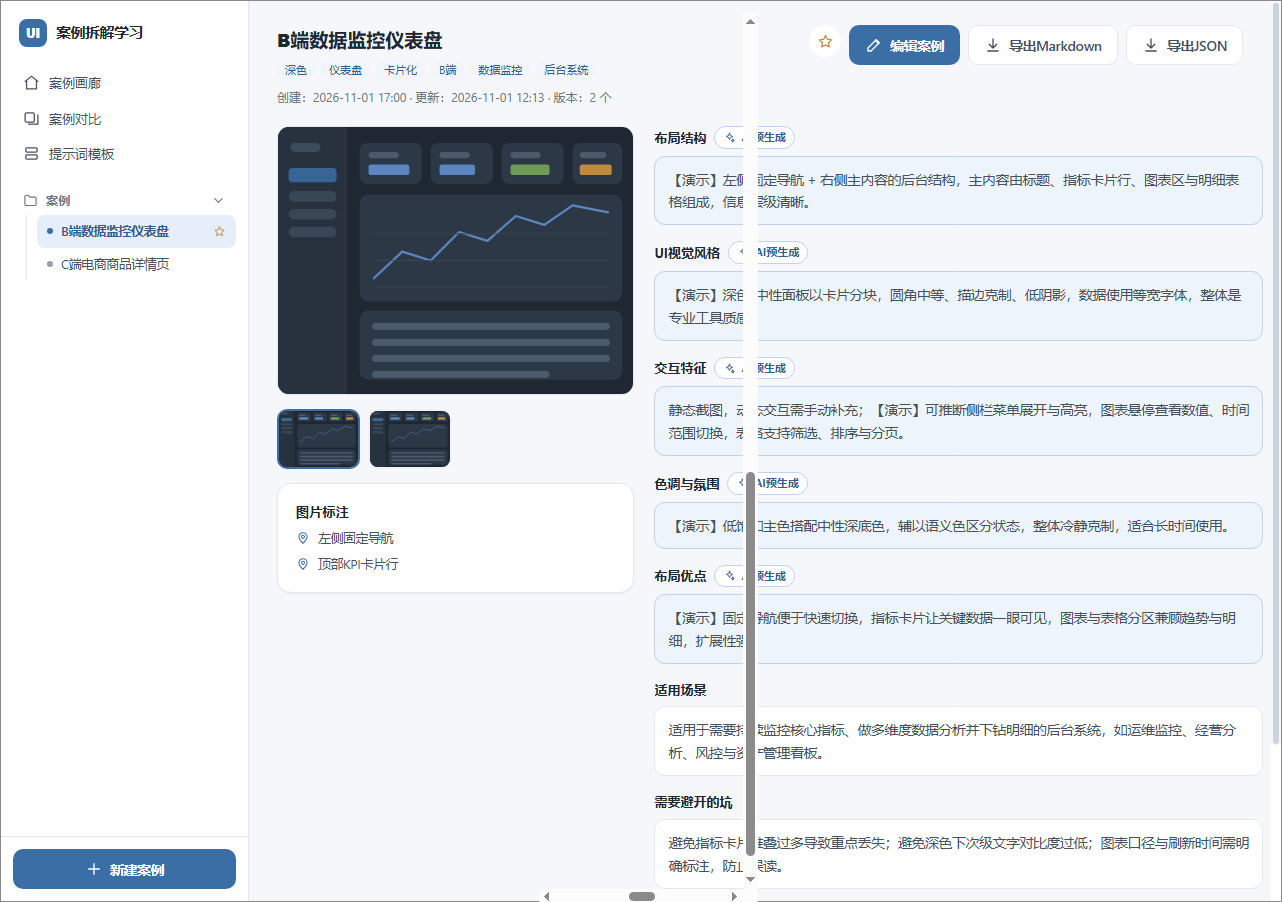 UI 案例拆解学习
案例画廊
案例对比
提示词模板
案例
B端数据监控仪表盘
C端电商商品详情页
新建案例
B端数据监控仪表盘
深色 仪表盘 卡片化 B端 数据监控 后台系统
创建：2026-11-01 17:00 · 更新：2026-11-01 12:13 · 版本：2 个
编辑案例
导出Markdown
导出JSON
图片标注
左侧固定导航
顶部KPI卡片行
布局结构 预生成
【演示】左侧固定导航 + 右侧主内容的后台结构，主内容由标题、指标卡片行、图表区与明细表
格组成，信息层级清晰。
UI视觉风格 AI预生成
【演示】深色中性面板以卡片分块，圆角中等、描边克制、低阴影，数据使用等宽字体，整体是
专业工具质感
交互特征 预生成
静态截图，动态交互需手动补充；【演示】可推断侧栏菜单展开与高亮，图表悬停查看数值、时间
范围切换，表格支持筛选、排序与分页。
色调与氛围 AI预生成
【演示】低饱和主色搭配中性深底色，辅以语义色区分状态，整体冷静克制，适合长时间使用。
布局优点 预生成
【演示】固定导航便于快速切换，指标卡片让关键数据一眼可见，图表与表格分区兼顾趋势与明
细，扩展性强
适用场景
适用于需要持续监控核心指标、做多维度数据分析并下钻明细的后台系统，如运维监控、经营分
析、风控与资产管理看板。
需要避开的坑
避免指标卡片堆叠过多导致重点丢失；避免深色下次级文字对比度过低；图表口径与刷新时间需明
确标注，防止误读。